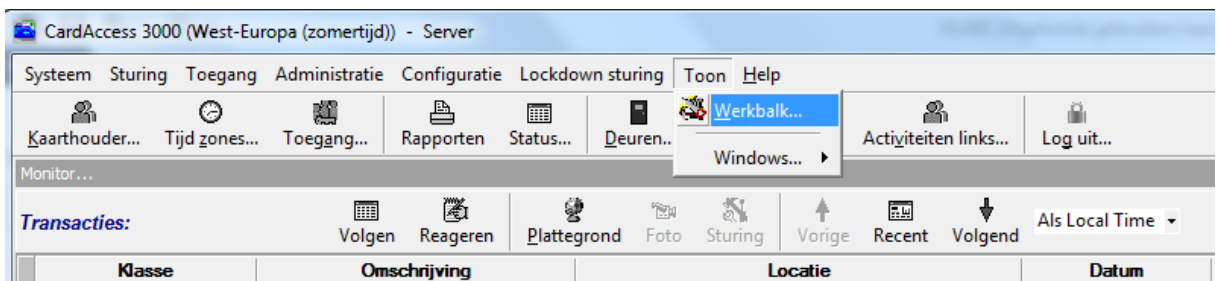 CardAccess 3000 (West-Europa (zomertijd)) - Server
Systeem Sturing Toegang Administratie Configuratie Lockdown sturing Toon Help
Kaarthouder... Tijd zones... Toegang... Rapporten Status... Deuren... Werkbalk... Activiteiten links... Log uit...
Windows...
Monitor...
Transacties: Volgen Reageren Plattegrond Foto Sturing Vorige Recent Volgend Als Local Time
Klasse Omschrijving Locatie Datum